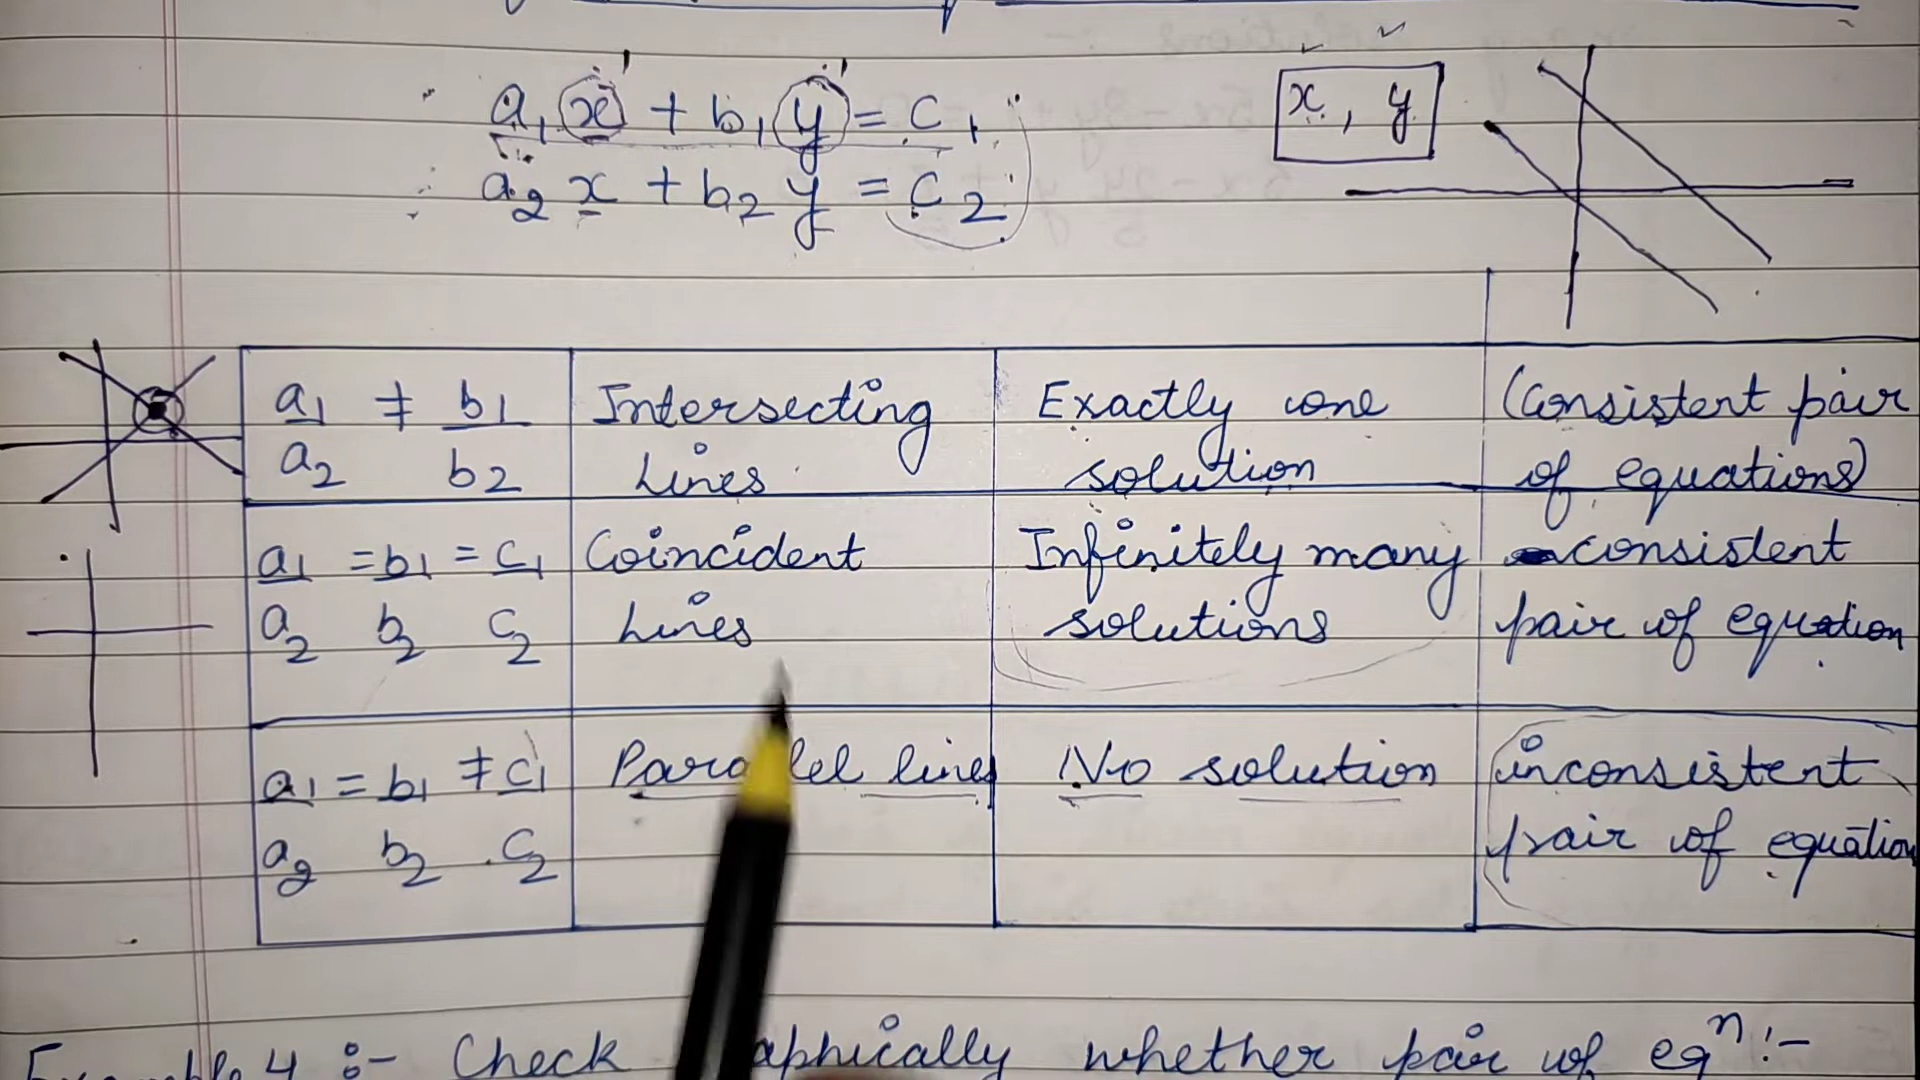 a₁x + b₁y = c₁
a₂x + b₂y = c₂
x, y
a₁/a₂ ≠ b₁/b₂
Intersecting
Lines
Exactly one
solution
(Consistent pair
of equations)
a₁/a₂ = b₁/b₂ = c₁/c₂
Coincident
Lines
Infinitely many
solutions
consistent
pair of equation
a₁/a₂ = b₁/b₂ ≠ c₁/c₂
Parallel lines
No solution
inconsistent
pair of equation
Example 4 :- Check whether pair of eqⁿ :-